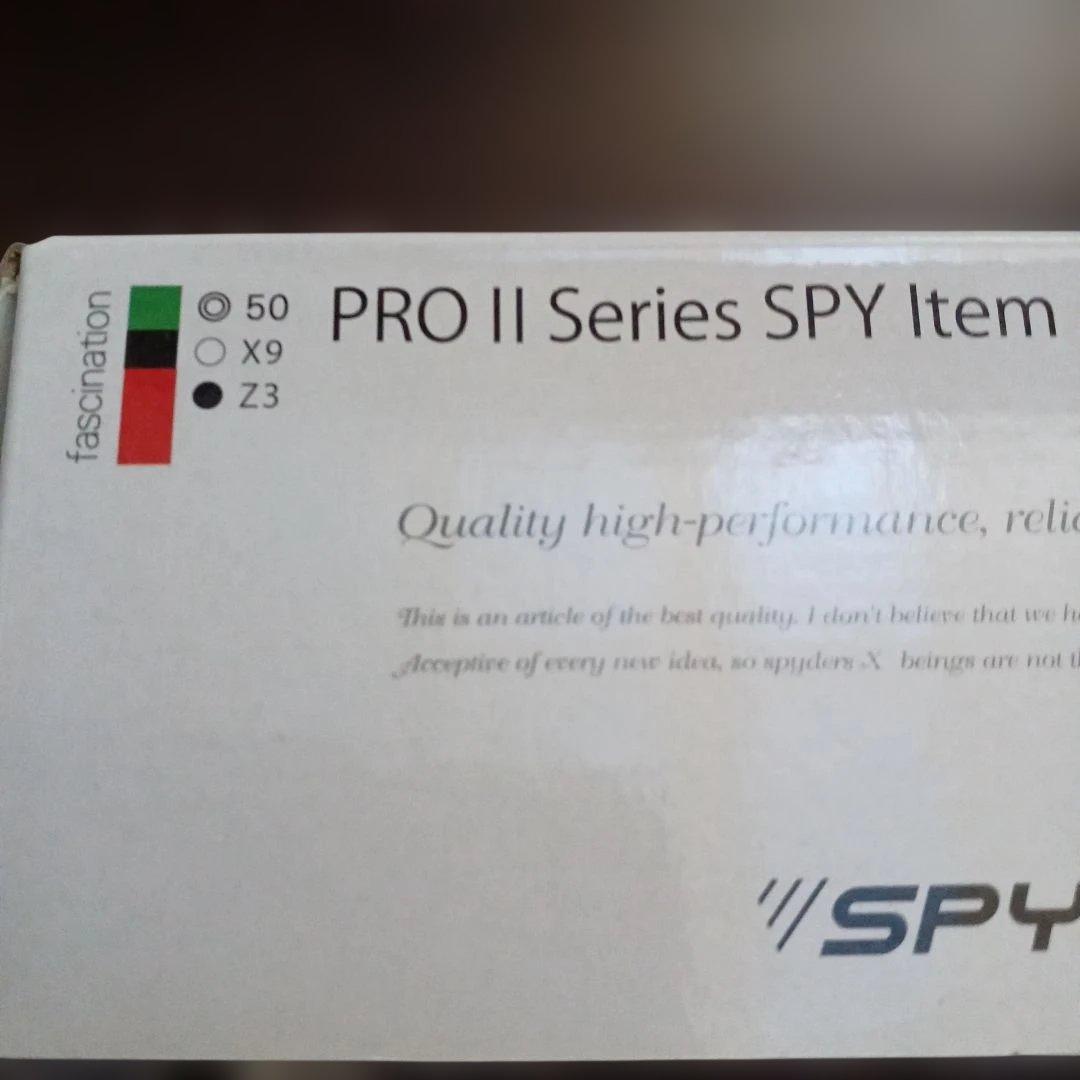 fascination
50
X9
Z3
PRO II Series SPY Item
Quality high-performance,
This is an article of the best quality. I don't believe that we
Acceptive of every new idea, so spyders X beings are not
SPY